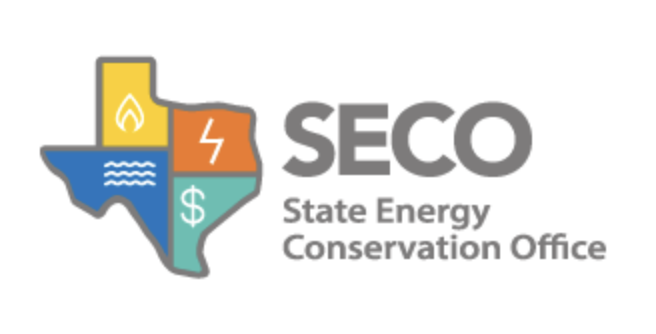 $
SECO
State Energy
Conservation Office